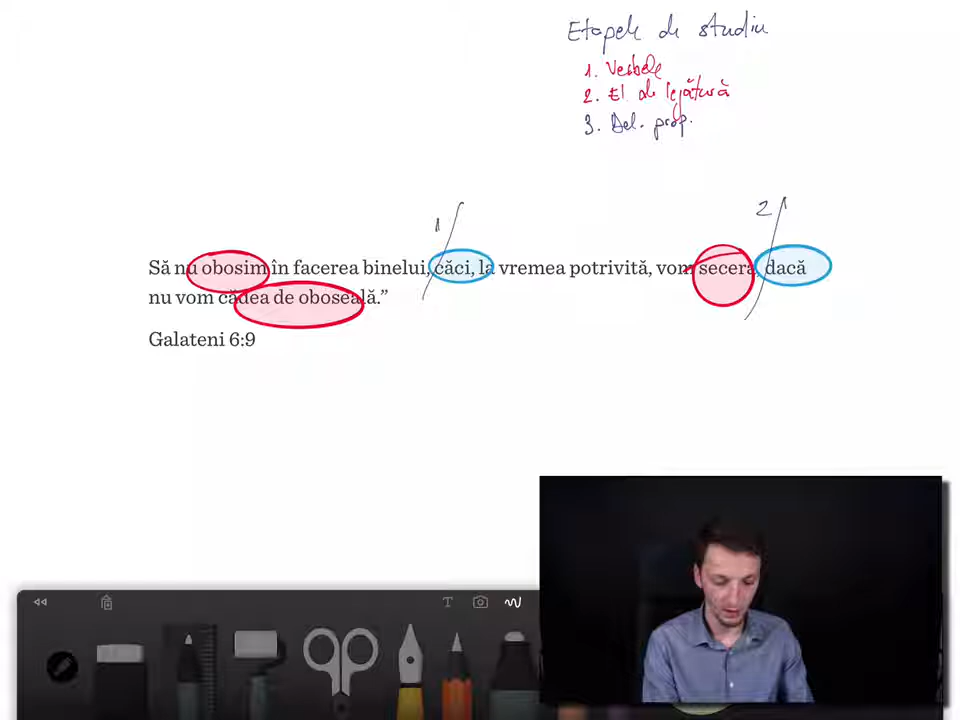 Etapele de studiu
1. Verbele
2. El. de legătură
3. Del. prop.
1
2
Să nu obosim în facerea binelui, căci, la vremea potrivită, vom secera, dacă
nu vom cădea de oboseală.”
Galateni 6:9
T